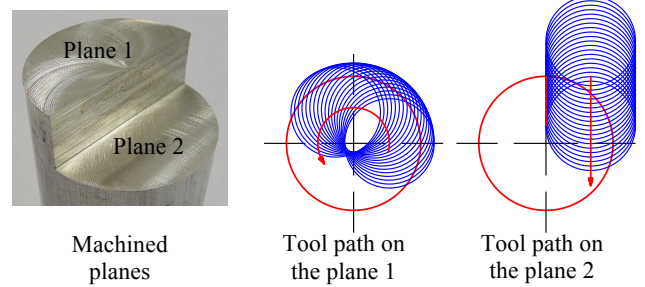 Plane 1
Plane 2
Machined
planes
Tool path on
the plane 1
Tool path on
the plane 2